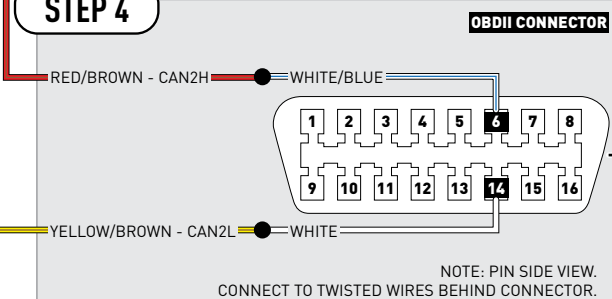 STEP 4
OBDII CONNECTOR
RED/BROWN - CAN2H WHITE/BLUE
1 2 3 4 5 6 7 8
9 10 11 12 13 14 15 16
YELLOW/BROWN - CAN2L WHITE
NOTE: PIN SIDE VIEW.
CONNECT TO TWISTED WIRES BEHIND CONNECTOR.